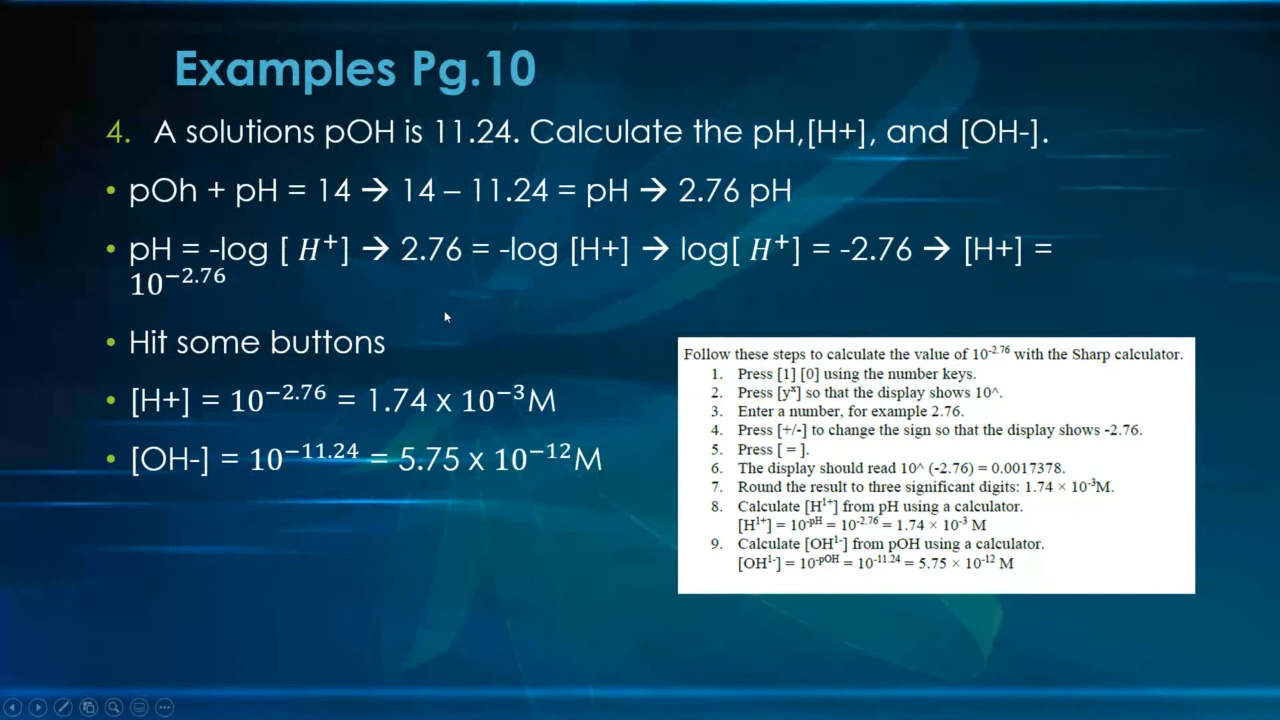 Examples Pg.10
4. A solutions pOH is 11.24. Calculate the pH,[H+], and [OH-].
• pOh + pH = 14 → 14 – 11.24 = pH → 2.76 pH
• pH = -log [ H⁺] → 2.76 = -log [H+] → log[ H⁺] = -2.76 → [H+] =
10⁻²·⁷⁶
• Hit some buttons
• [H+] = 10⁻²·⁷⁶ = 1.74 x 10⁻³M
• [OH-] = 10⁻¹¹·²⁴ = 5.75 x 10⁻¹²M
Follow these steps to calculate the value of 10⁻²·⁷⁶ with the Sharp calculator.
1. Press [1] [0] using the number keys.
2. Press [yˣ] so that the display shows 10^.
3. Enter a number, for example 2.76.
4. Press [+/-] to change the sign so that the display shows -2.76.
5. Press [ = ].
6. The display should read 10^ (-2.76) = 0.0017378.
7. Round the result to three significant digits: 1.74 × 10⁻³M.
8. Calculate [H¹⁺] from pH using a calculator.
[H¹⁺] = 10⁻ᵖᴴ = 10⁻²·⁷⁶ = 1.74 × 10⁻³ M
9. Calculate [OH¹⁻] from pOH using a calculator.
[OH¹⁻] = 10⁻ᵖᴼᴴ = 10⁻¹¹·²⁴ = 5.75 × 10⁻¹² M